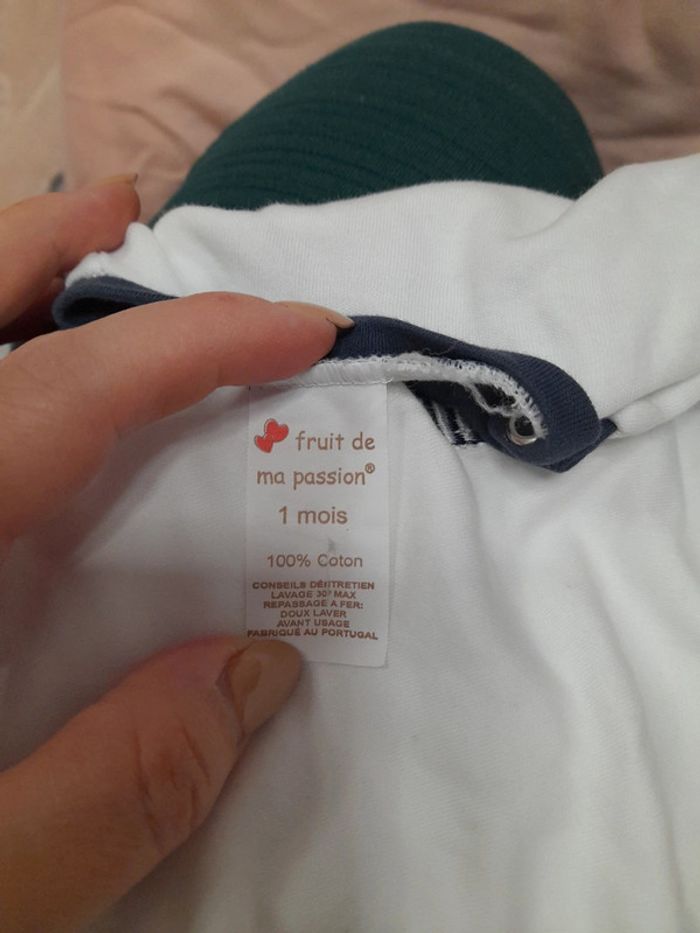 fruit de
ma passion®
1 mois
100% Coton
CONSEILS D'ENTRETIEN
LAVAGE 30° MAX
REPASSAGE A FER:
DOUX LAVER
AVANT USAGE
FABRIQUÉ AU PORTUGAL